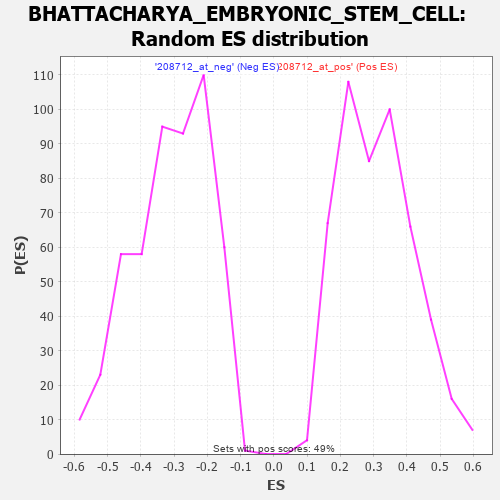 BHATTACHARYA_EMBRYONIC_STEM_CELL:
Random ES distribution
'208712_at_neg' (Neg ES)
'208712_at_pos' (Pos ES)
110
100
90
80
70
60
50
40
30
20
10
0
P(ES)
Sets with pos scores: 49%
-0.6 -0.5 -0.4 -0.3 -0.2 -0.1 0.0 0.1 0.2 0.3 0.4 0.5 0.6
ES